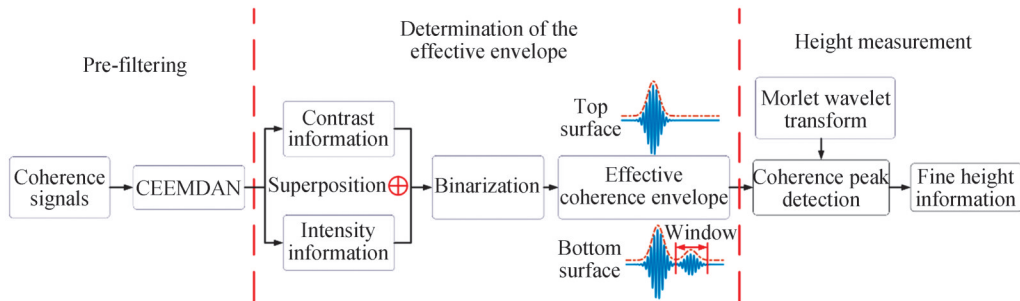 Pre-filtering
Determination of the
effective envelope
Height measurement
Coherence
signals
CEEMDAN
Contrast
information
Superposition
Intensity
information
Binarization
Top
surface
Effective
coherence envelope
Bottom
surface
Window
Morlet wavelet
transform
Coherence peak
detection
Fine height
information